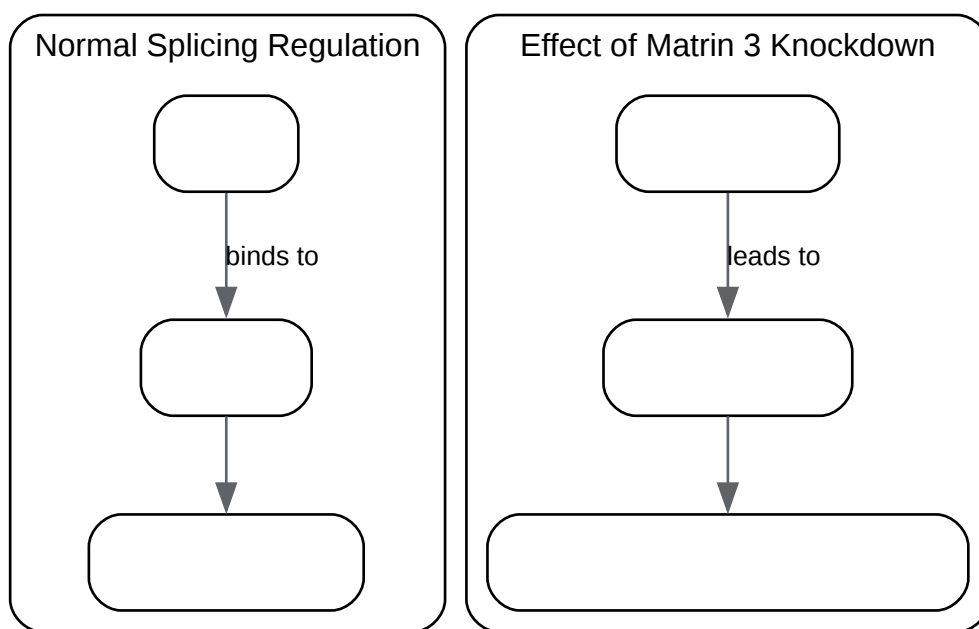 Normal Splicing Regulation
binds to
Effect of Matrin 3 Knockdown
leads to